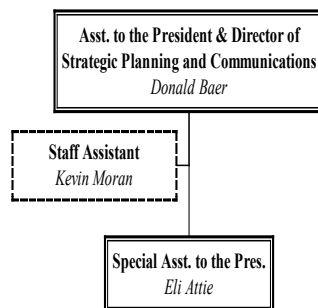 Asst. to the President & Director of
Strategic Planning and Communications
Donald Baer
Staff Assistant
Kevin Moran
Special Asst. to the Pres.
Eli Attie